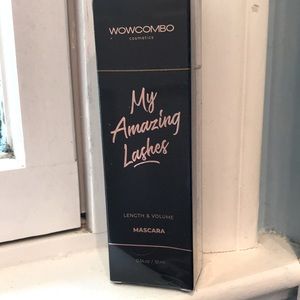 WOWCOMBO
cosmetics
My
Amazing
Lashes
LENGTH & VOLUME
MASCARA